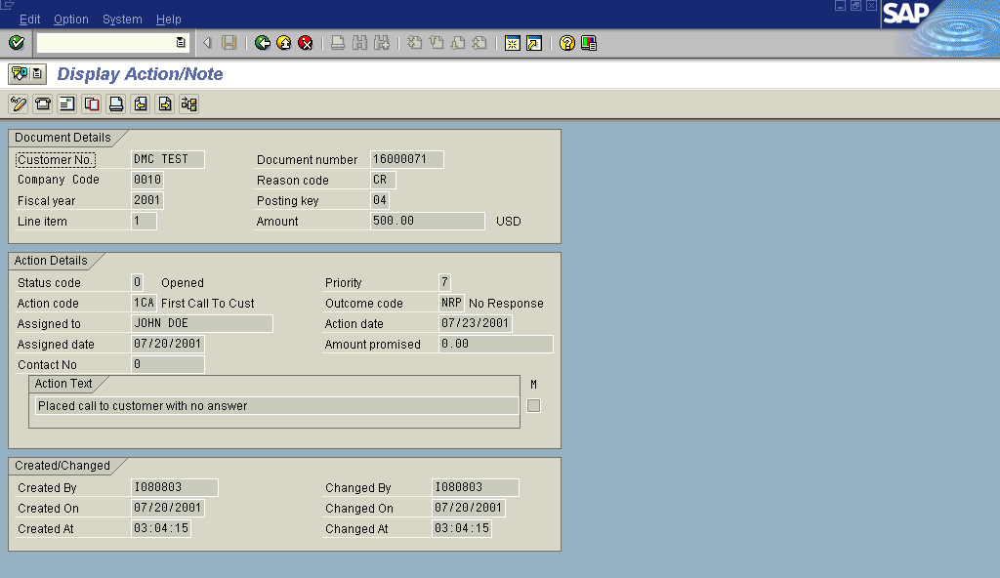 Edit Option System Help
SAP
Display Action/Note
Document Details
Customer No. DMC TEST Document number 16000071
Company Code 0010 Reason code CR
Fiscal year 2001 Posting key 04
Line item 1 Amount 500.00 USD
Action Details
Status code O Opened Priority 7
Action code 1CA First Call To Cust Outcome code NRP No Response
Assigned to JOHN DOE Action date 07/23/2001
Assigned date 07/20/2001 Amount promised 0.00
Contact No 0
Action Text M
Placed call to customer with no answer
Created/Changed
Created By I080803 Changed By I080803
Created On 07/20/2001 Changed On 07/20/2001
Created At 03:04:15 Changed At 03:04:15